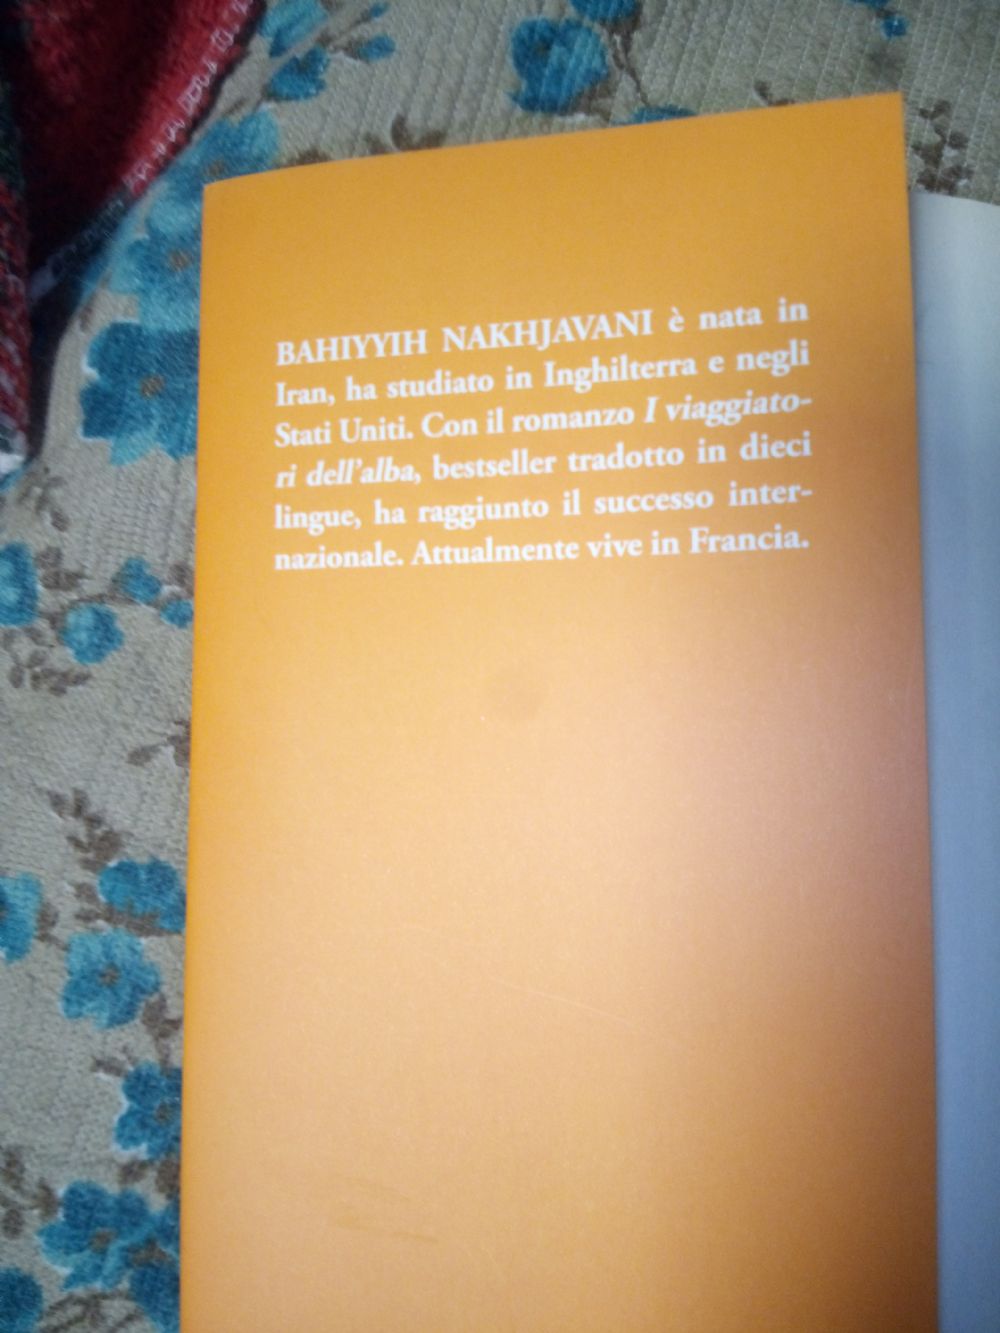 BAHIYYIH NAKHJAVANI è nata in
Iran, ha studiato in Inghilterra e negli
Stati Uniti. Con il romanzo I viaggiato-
ri dell'alba, bestseller tradotto in dieci
lingue, ha raggiunto il successo inter-
nazionale. Attualmente vive in Francia.